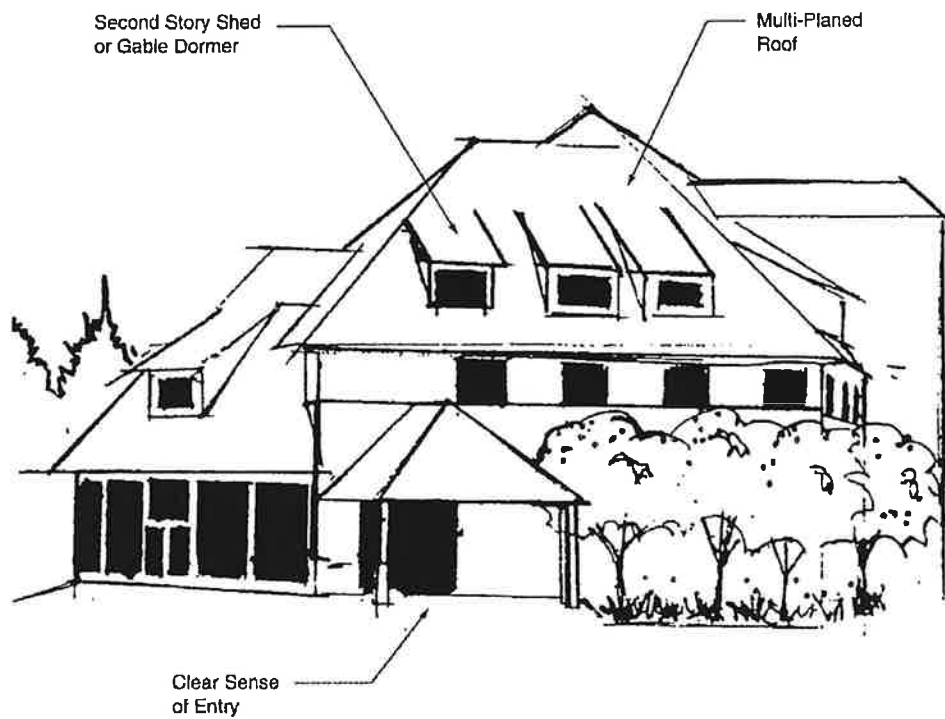 Second Story Shed
or Gable Dormer
Multi-Planed
Roof
Clear Sense
of Entry